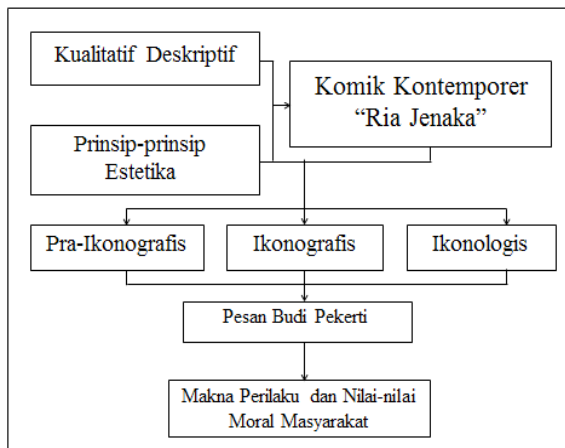 Kualitatif Deskriptif
Komik Kontemporer
“Ria Jenaka”
Prinsip-prinsip
Estetika
Pra-Ikonografis
Ikonografis
Ikonologis
Pesan Budi Pekerti
Makna Perilaku dan Nilai-nilai
Moral Masyarakat